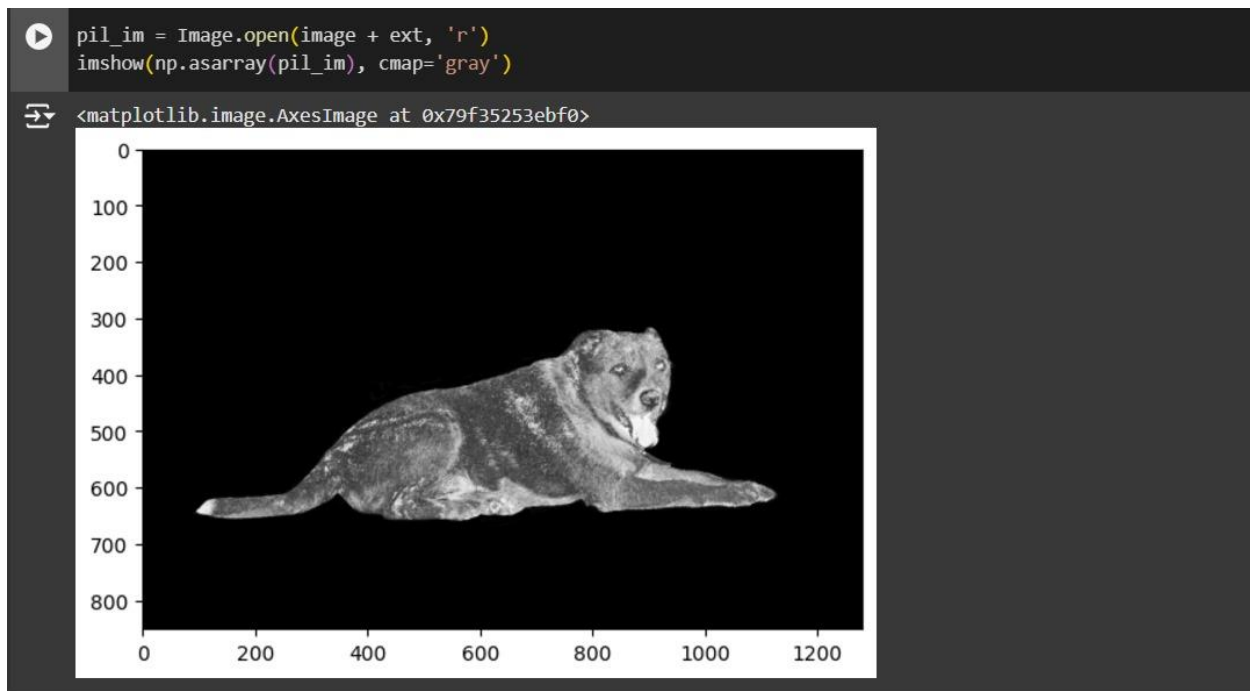 pil_im = Image.open(image + ext, 'r')
imshow(np.asarray(pil_im), cmap='gray')
<matplotlib.image.AxesImage at 0x79f35253ebf0>
0
100
200
300
400
500
600
700
800
0 200 400 600 800 1000 1200